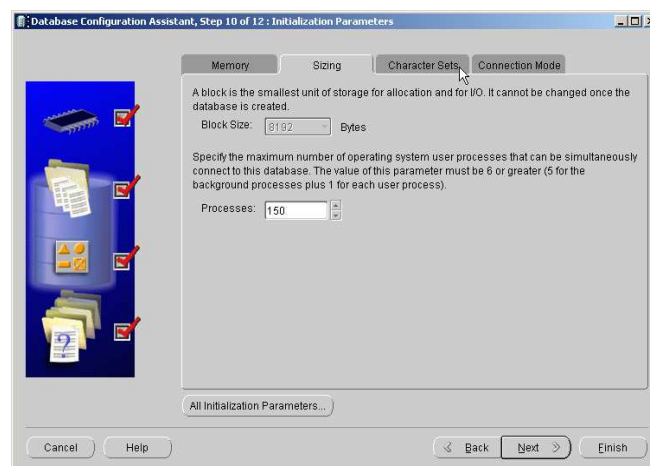 Database Configuration Assistant, Step 10 of 12 : Initialization Parameters
Memory
Sizing
Character Sets
Connection Mode
A block is the smallest unit of storage for allocation and for I/O. It cannot be changed once the
database is created.
Block Size: 8192 Bytes
Specify the maximum number of operating system user processes that can be simultaneously
connect to this database. The value of this parameter must be 6 or greater (5 for the
background processes plus 1 for each user process).
Processes: 150
?
All Initialization Parameters...
Cancel
Help
Back
Next
Finish